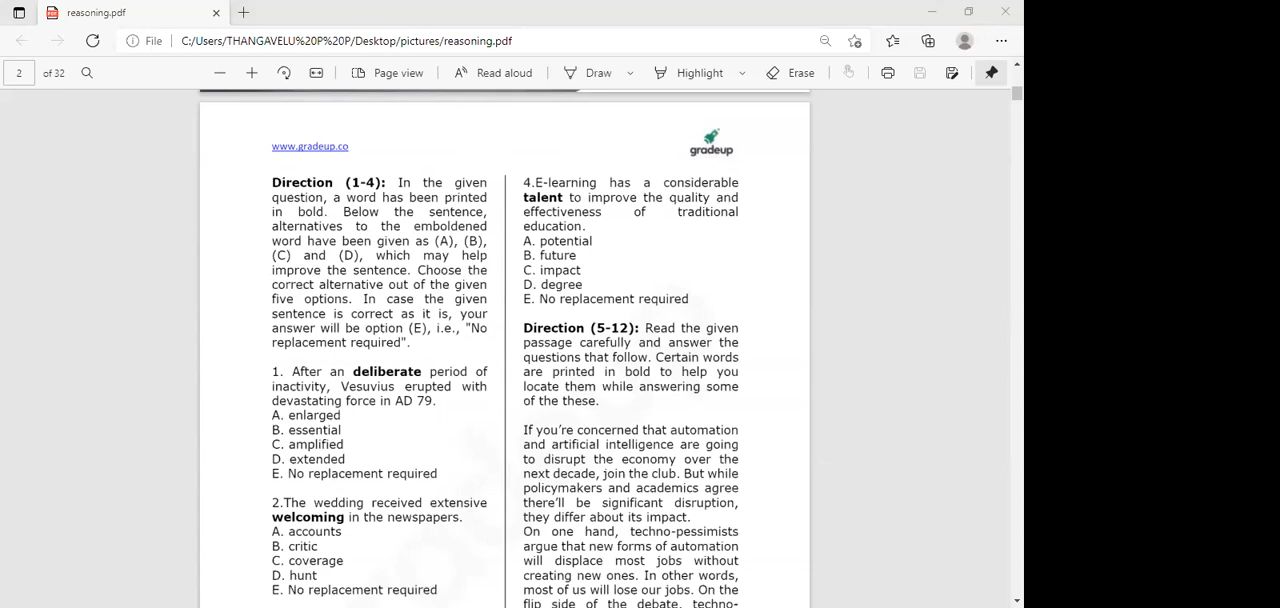 reasoning.pdf
File C:/Users/THANGAVELU%20P%20P/Desktop/pictures/reasoning.pdf
2 of 32 Page view Read aloud Draw Highlight Erase
www.gradeup.co
gradeup
Direction (1-4): In the given
question, a word has been printed
in bold. Below the sentence,
alternatives to the emboldened
word have been given as (A), (B),
(C) and (D), which may help
improve the sentence. Choose the
correct alternative out of the given
five options. In case the given
sentence is correct as it is, your
answer will be option (E), i.e., "No
replacement required".
1. After an deliberate period of
inactivity, Vesuvius erupted with
devastating force in AD 79.
A. enlarged
B. essential
C. amplified
D. extended
E. No replacement required
2.The wedding received extensive
welcoming in the newspapers.
A. accounts
B. critic
C. coverage
D. hunt
E. No replacement required
4.E-learning has a considerable
talent to improve the quality and
effectiveness of traditional
education.
A. potential
B. future
C. impact
D. degree
E. No replacement required
Direction (5-12): Read the given
passage carefully and answer the
questions that follow. Certain words
are printed in bold to help you
locate them while answering some
of the these.
If you’re concerned that automation
and artificial intelligence are going
to disrupt the economy over the
next decade, join the club. But while
policymakers and academics agree
there’ll be significant disruption,
they differ about its impact.
On one hand, techno-pessimists
argue that new forms of automation
will displace most jobs without
creating new ones. In other words,
most of us will lose our jobs. On the
flip side of the debate, techno-